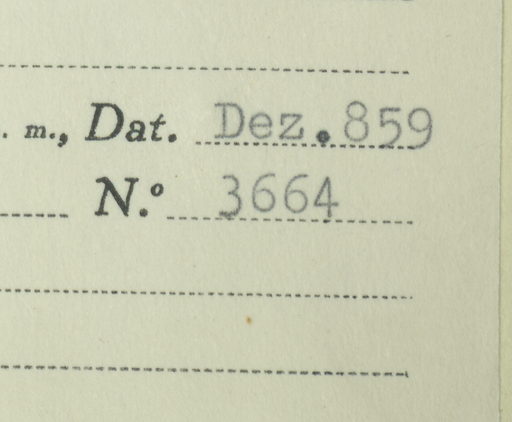 . m., Dat. Dez.859
N.º 3664